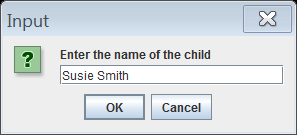 Input
?
Enter the name of the child
Susie Smith
OK Cancel